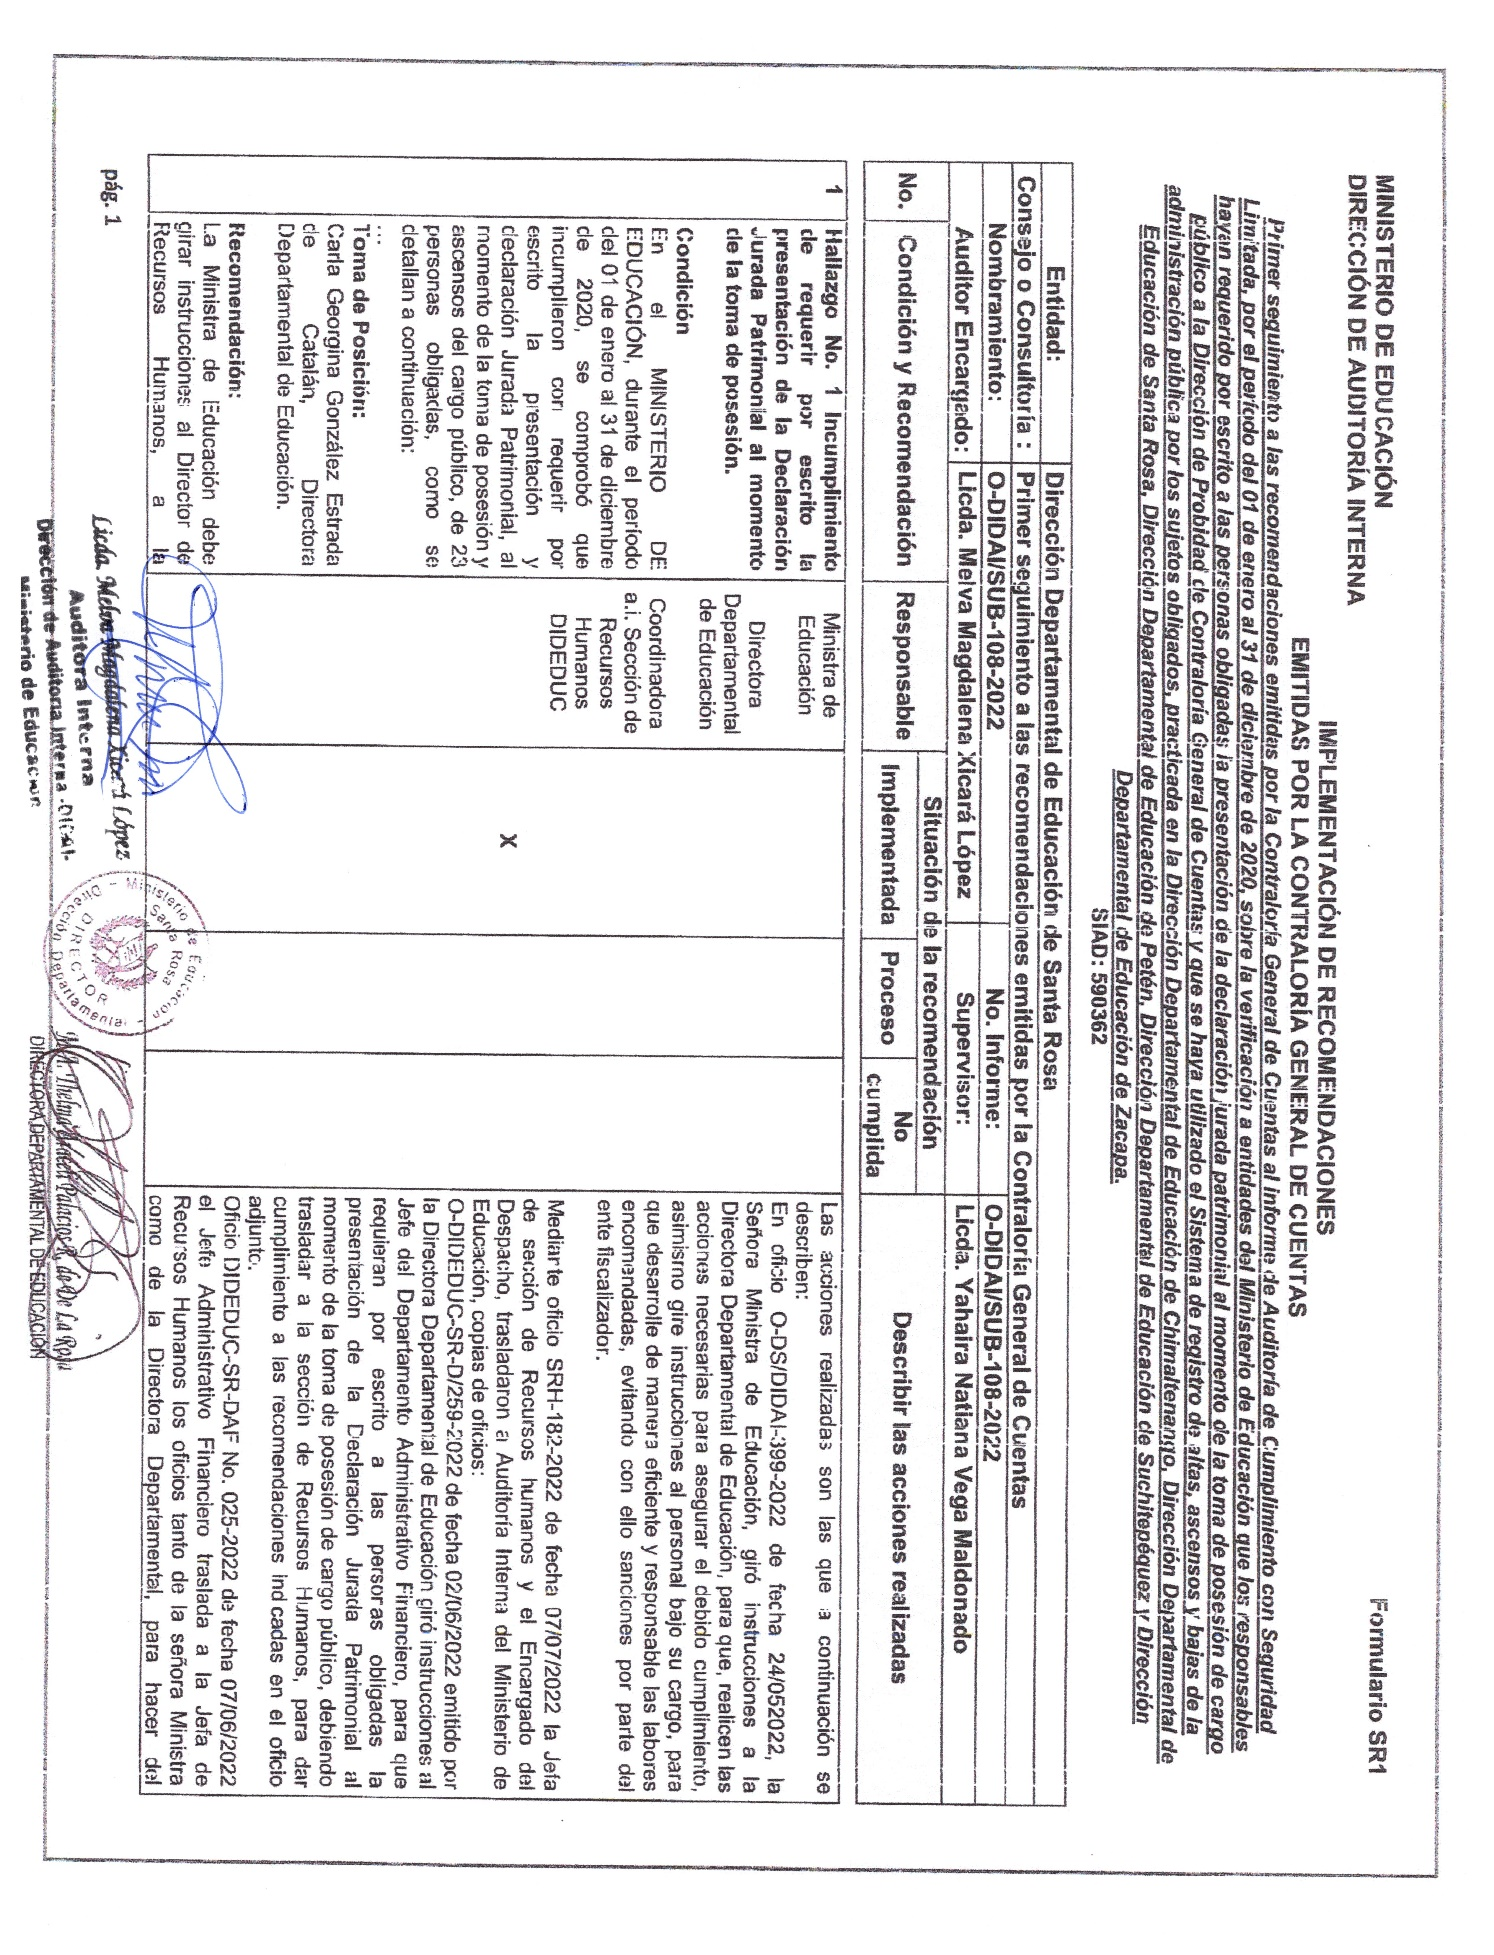 MINISTERIO DE EDUCACIÓN
DIRECCIÓN DE AUDITORÍA INTERNA
Formulario SR1
IMPLEMENTACIÓN DE RECOMENDACIONES
EMITIDAS POR LA CONTRALORÍA GENERAL DE CUENTAS
Primer seguimiento a las recomendaciones emitidas por la Contraloría General de Cuentas al informe de Auditoría de Cumplimiento con Seguridad
Limitada, por el período del 01 de enero al 31 de diciembre de 2020, sobre la verificación a entidades del Ministerio de Educación que los responsables
hayan requerido por escrito a las personas obligadas la presentación de la declaración jurada patrimonial al momento de la toma de posesión de cargo
público a la Dirección de Probidad de Contraloría General de Cuentas y que se haya utilizado el Sistema de registro de altas, ascensos y bajas de la
administración pública por los sujetos obligados, practicada en la Dirección Departamental de Educación de Chimaltenango, Dirección Departamental de
Educación de Santa Rosa, Dirección Departamental de Educación de Petén, Dirección Departamental de Educación de Suchitepéquez y Dirección
Departamental de Educación de Zacapa.
SIAD: 590362
Entidad: Dirección Departamental de Educación de Santa Rosa
Consejo o Consultoría : Primer seguimiento a las recomendaciones emitidas por la Contraloría General de Cuentas
Nombramiento: O-DIDAI/SUB-108-2022 No. Informe: O-DIDAI/SUB-108-2022
Auditor Encargado: Licda. Melva Magdalena Xicará López Supervisor: Licda. Yahaira Natiana Vega Maldonado
No. Condición y Recomendación Responsable Situación de la recomendación Describir las acciones realizadas
Implementada Proceso No
cumplida
1
Hallazgo No. 1 Incumplimiento
de requerir por escrito la
presentación de la Declaración
Jurada Patrimonial al momento
de la toma de posesión.
Condición
En el MINISTERIO DE
EDUCACIÓN, durante el período
del 01 de enero al 31 de diciembre
de 2020, se comprobó que
incumplieron con requerir por
escrito la presentación y
declaración Jurada Patrimonial, al
momento de la toma de posesión y
ascensos del cargo público, de 23
personas obligadas, como se
detallan a continuación:
...
Toma de Posición:
Carla Georgina González Estrada
de Catalán, Directora
Departamental de Educación.
Recomendación:
La Ministra de Educación debe
girar instrucciones al Director de
Recursos Humanos, a la
Ministra de
Educación
Directora
Departamental
de Educación
Coordinadora
a.i. Sección de
Recursos
Humanos
DIDEDUC
X
Las acciones realizadas son las que a continuación se
describen:
En oficio O-DS/DIDAI-399-2022 de fecha 24/052022, la
Señora Ministra de Educación, giró instrucciones a la
Directora Departamental de Educación, para que, realicen las
acciones necesarias para asegurar el debido cumplimiento,
asimismo gire instrucciones al personal bajo su cargo, para
que desarrolle de manera eficiente y responsable las labores
encomendadas, evitando con ello sanciones por parte del
ente fiscalizador.
Mediante oficio SRH-182-2022 de fecha 07/07/2022 la Jefa
de sección de Recursos humanos y el Encargado del
Despacho, trasladaron a Auditoría Interna del Ministerio de
Educación, copias de oficios:
O-DIDEDUC-SR-D/259-2022 de fecha 02/06/2022 emitido por
la Directora Departamental de Educación giró instrucciones al
Jefe del Departamento Administrativo Financiero, para que
requieran por escrito a las personas obligadas la
presentación de la Declaración Jurada Patrimonial al
momento de la toma de posesión de cargo público, debiendo
trasladar a la sección de Recursos Humanos, para dar
cumplimiento a las recomendaciones indicadas en el oficio
adjunto.
Oficio DIDEDUC-SR-DAF No. 025-2022 de fecha 07/06/2022
el Jefe Administrativo Financiero traslada a la Jefa de
Recursos Humanos los oficios tanto de la señora Ministra
como de la Directora Departamental, para hacer del
pág. 1
Licda. Melva Magdalena Xicará López
Auditora Interna
Dirección de Auditoría Interna -DIDAI-
Ministerio de Educación
Ministerio de Educación
Santa Rosa
DIRECTOR
Dirección Departamental
M.A. Thelma Palacios de De La Rosa
DIRECTORA DEPARTAMENTAL DE EDUCACIÓN